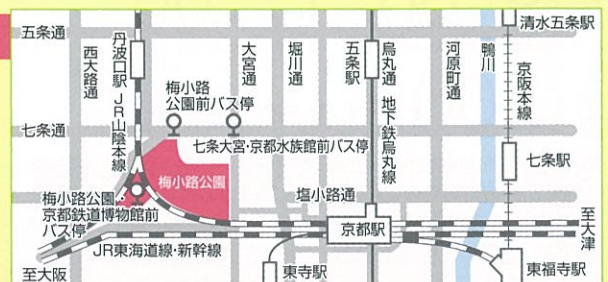 五条通
西大路通
丹波口駅
JR山陰本線
梅小路
公園前バス停
大宮通
堀川通
五条駅
烏丸通
地下鉄烏丸線
河原町通
鴨川
京阪本線
清水五条駅
七条通
七条大宮・京都水族館前バス停
七条駅
梅小路公園
塩小路通
梅小路公園・
京都鉄道博物館前
バス停
京都駅
至大津
JR東海道線・新幹線
至大阪
東寺駅
東福寺駅